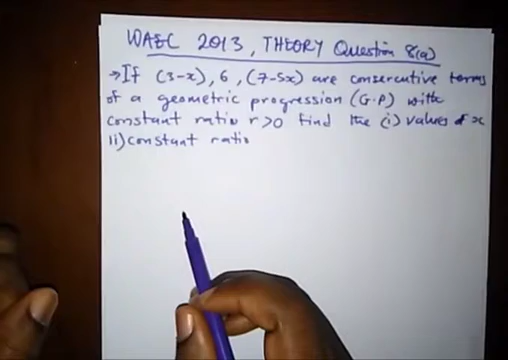 WAEC 2013, THEORY Question 8(a)
→If (3-x), 6, (7-5x) are consecutive terms
of a geometric progression (G.P) with
constant ratio r>0 find the (i) values of x
ii) constant ratio